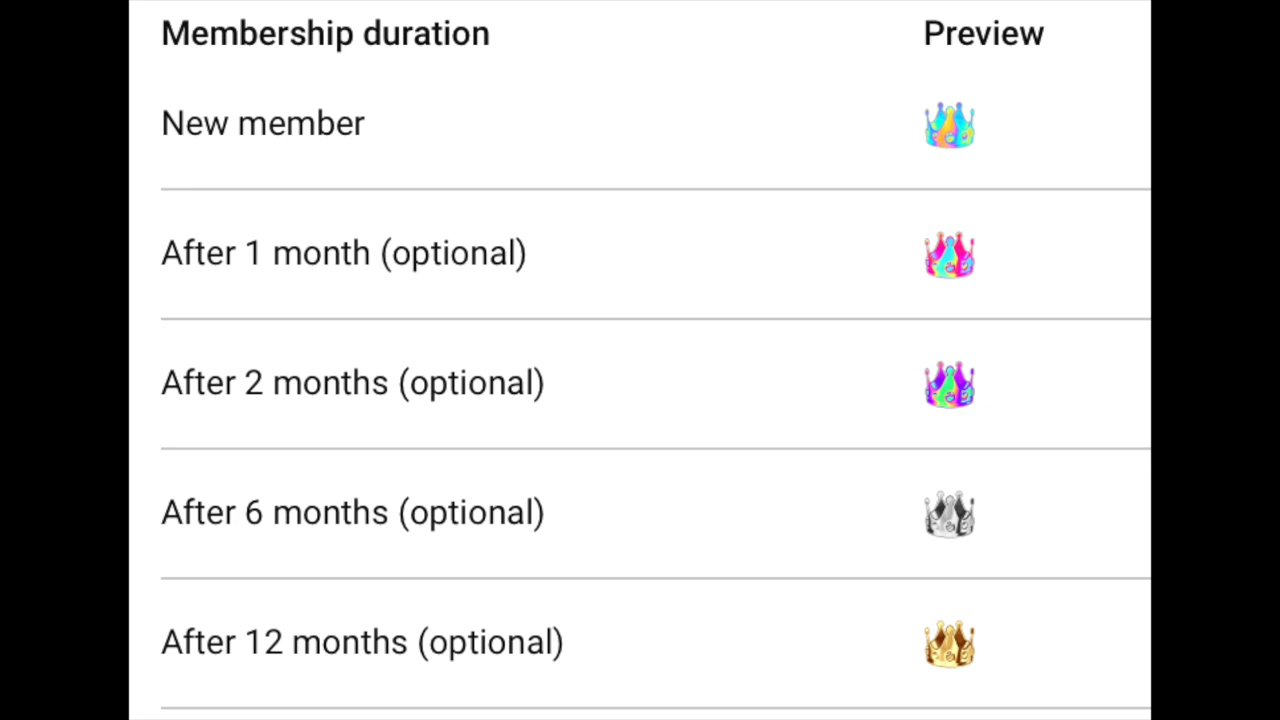 Membership duration Preview
New member
After 1 month (optional)
After 2 months (optional)
After 6 months (optional)
After 12 months (optional)